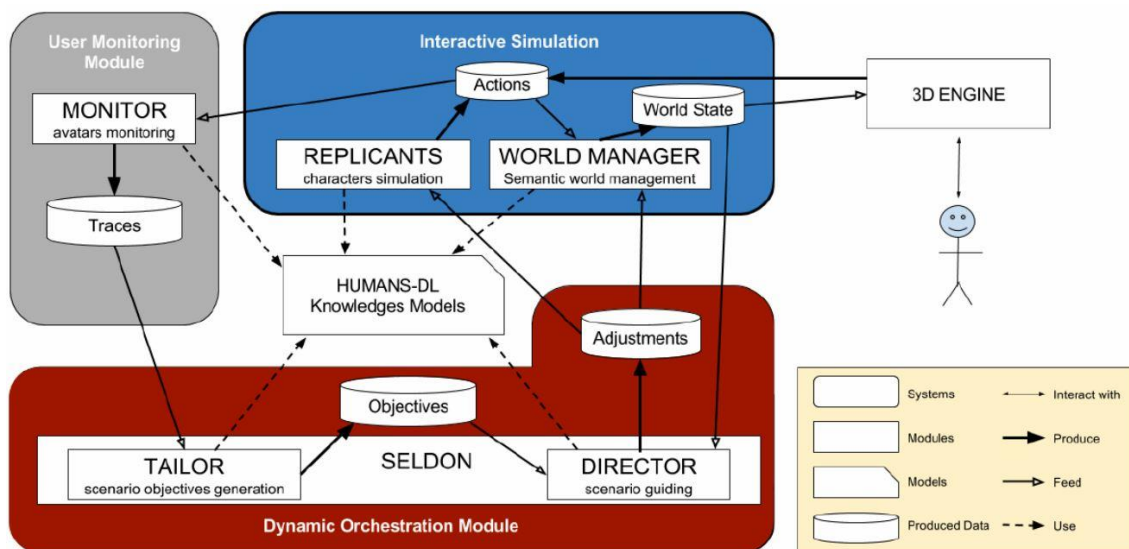 User Monitoring
Module
MONITOR
avatars monitoring
Traces
Interactive Simulation
Actions
World State
REPLICANTS
characters simulation
WORLD MANAGER
Semantic world management
3D ENGINE
HUMANS-DL
Knowledges Models
Adjustments
Objectives
TAILOR
scenario objectives generation
SELDON
DIRECTOR
scenario guiding
Dynamic Orchestration Module
Systems
Interact with
Modules
Produce
Models
Feed
Produced Data
Use